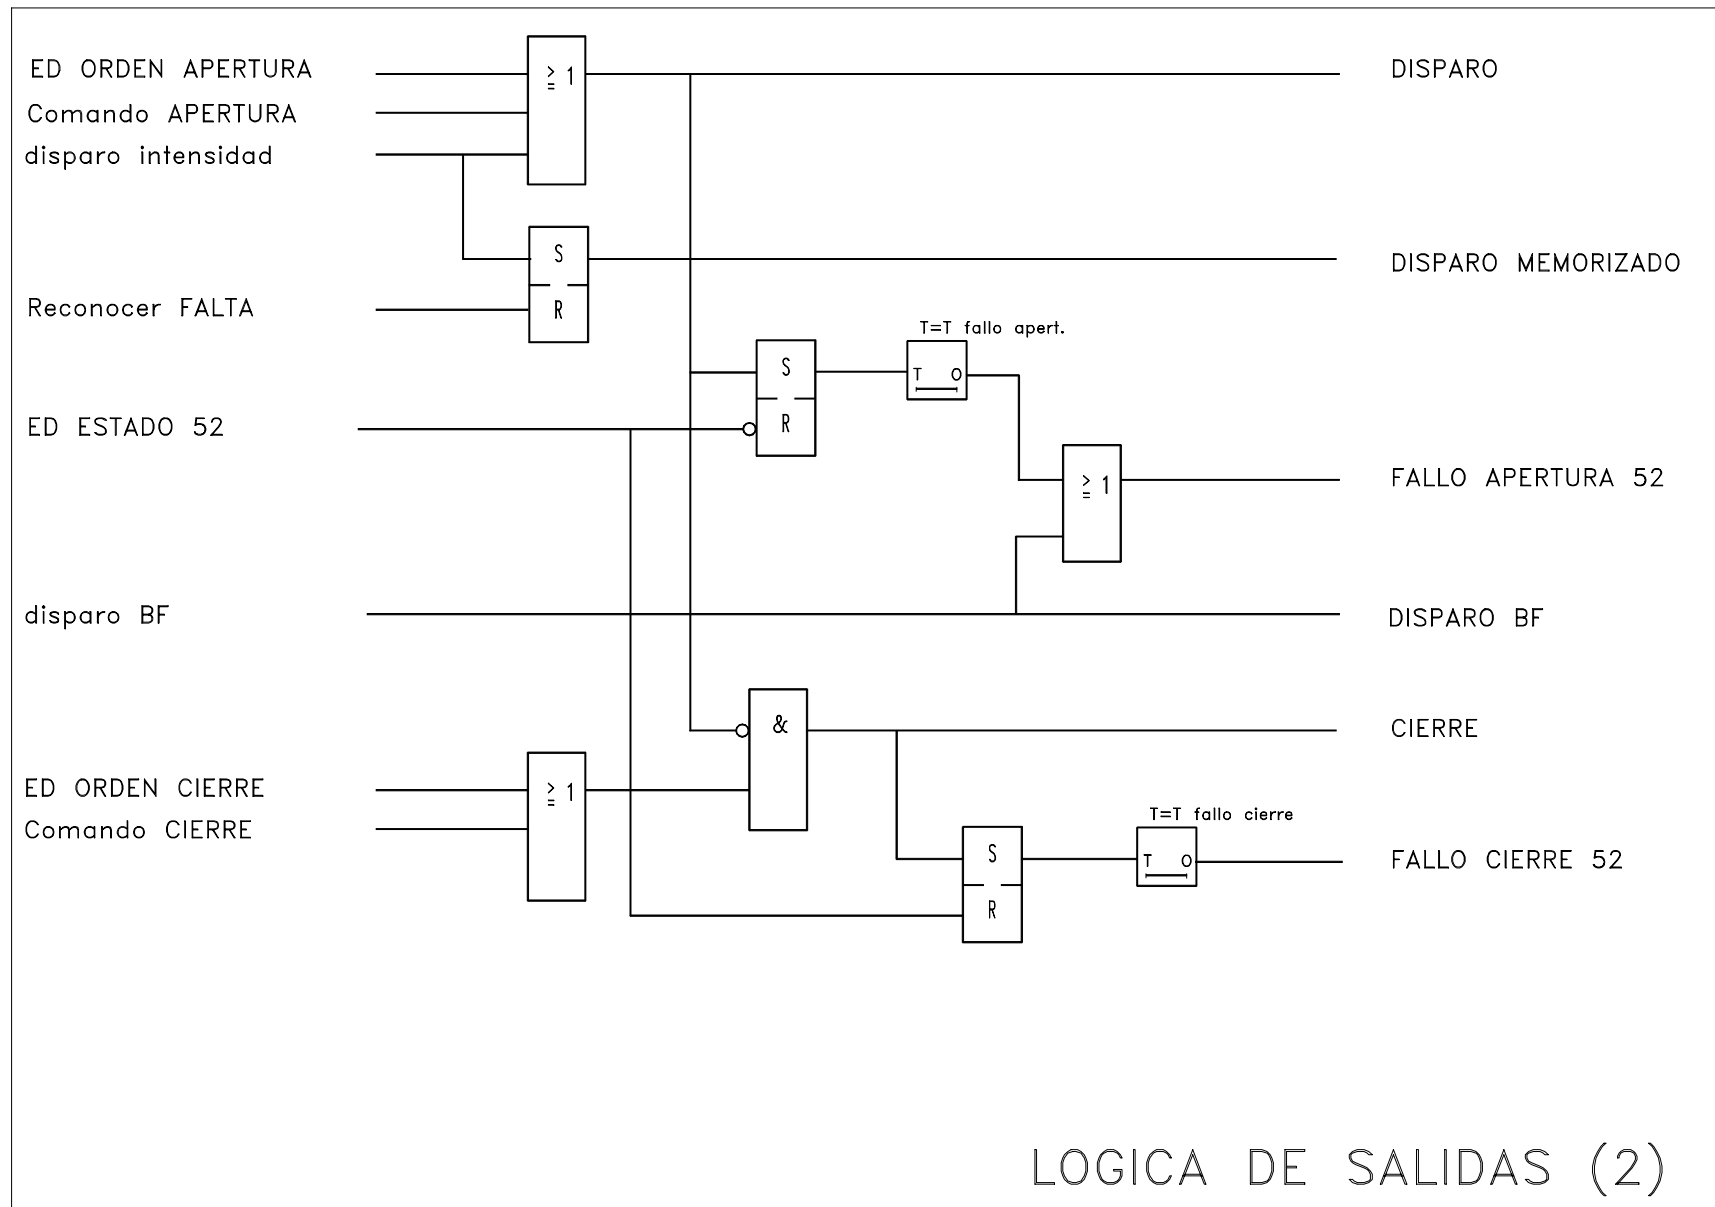 ED ORDEN APERTURA
≥ 1
DISPARO
Comando APERTURA
disparo intensidad
S
DISPARO MEMORIZADO
Reconocer FALTA
R
T=T fallo apert.
S
T O
ED ESTADO 52
R
≥ 1
FALLO APERTURA 52
disparo BF
DISPARO BF
&
CIERRE
ED ORDEN CIERRE
≥ 1
Comando CIERRE
T=T fallo cierre
S
T O
FALLO CIERRE 52
R
LOGICA DE SALIDAS (2)